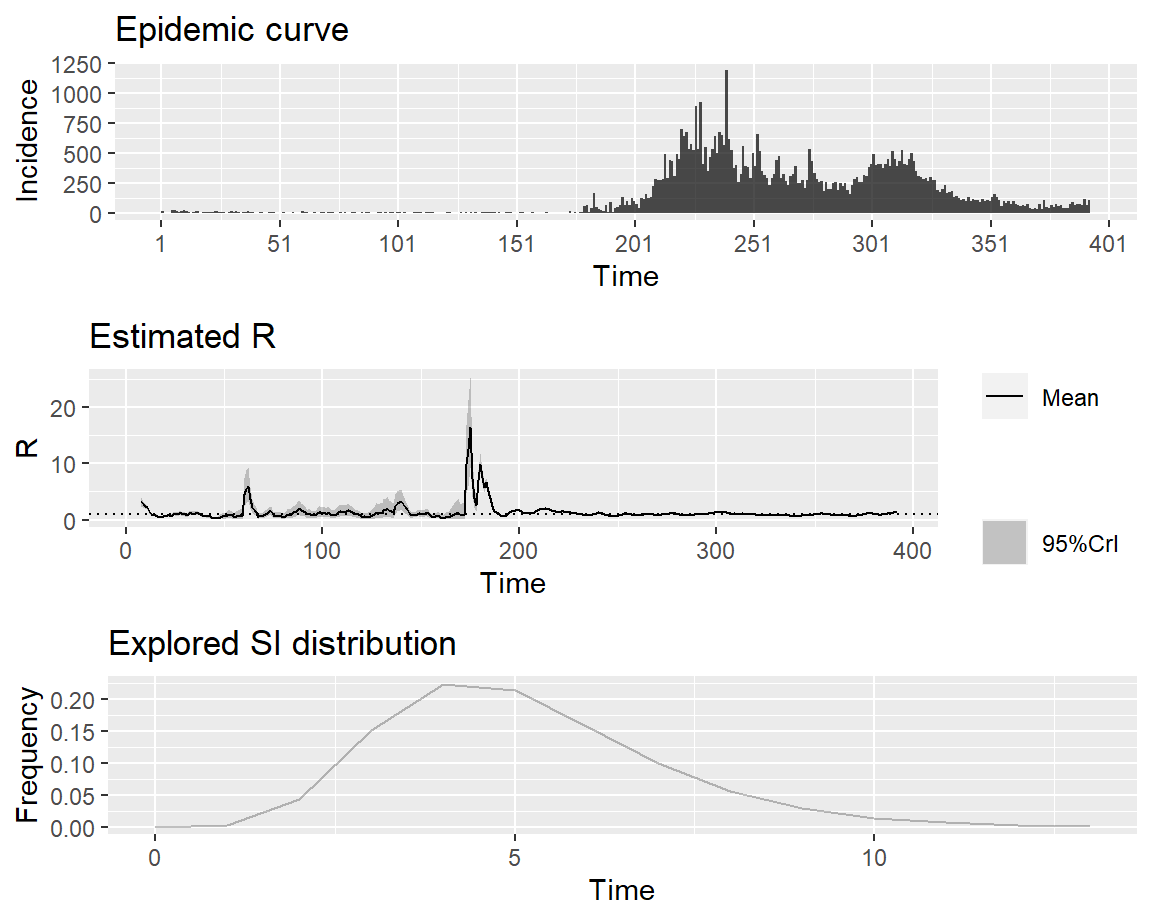 Epidemic curve
1250
1000
750
500
250
0
Incidence
1 51 101 151 201 251 301 351 401
Time
Estimated R
20
10
0
R
0 100 200 300 400
Time
Mean
95%CrI
Explored SI distribution
0.20
0.15
0.10
0.05
0.00
Frequency
0 5 10
Time